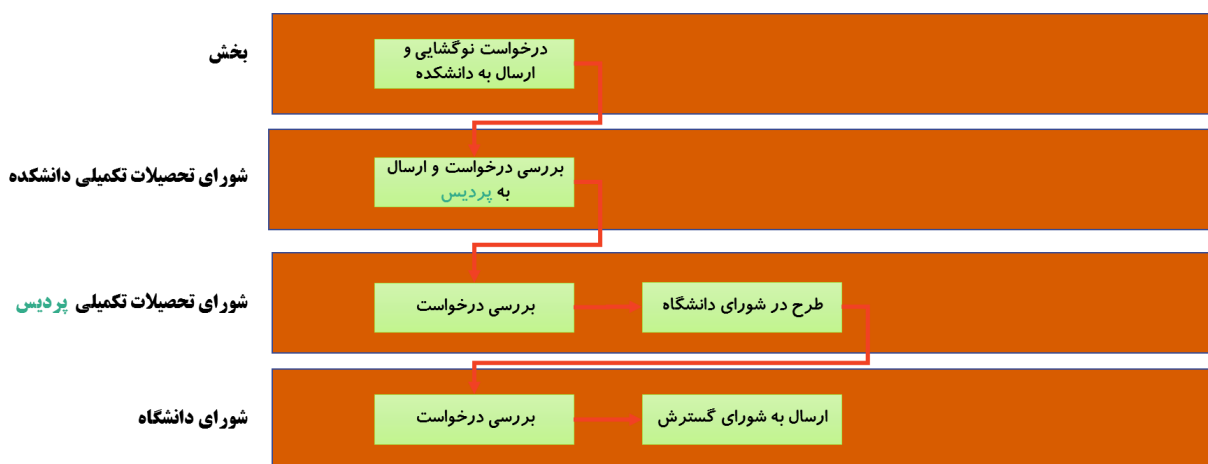 بخش
درخواست نوگشایی و
ارسال به دانشکده
شورای تحصیلات تکمیلی دانشکده
بررسی درخواست و ارسال
به پردیس
شورای تحصیلات تکمیلی پردیس
بررسی درخواست
طرح در شورای دانشگاه
شورای دانشگاه
بررسی درخواست
ارسال به شورای گسترش